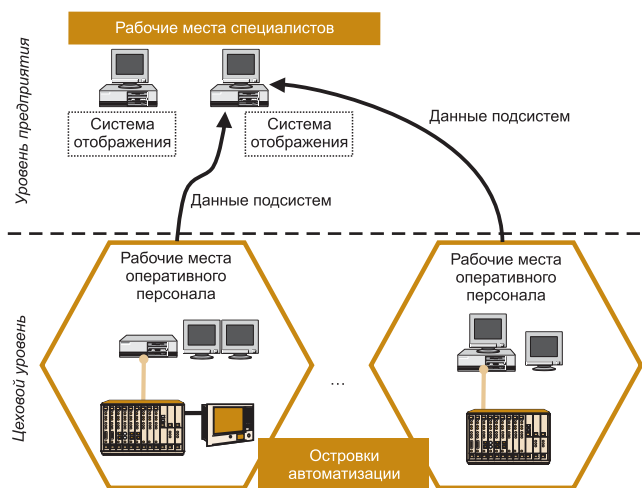 Рабочие места специалистов
Уровень предприятия
Система
отображения
Система
отображения
Данные подсистем
Данные подсистем
Рабочие места
оперативного
персонала
Рабочие места
оперативного
персонала
Цеховой уровень
...
Островки
автоматизации